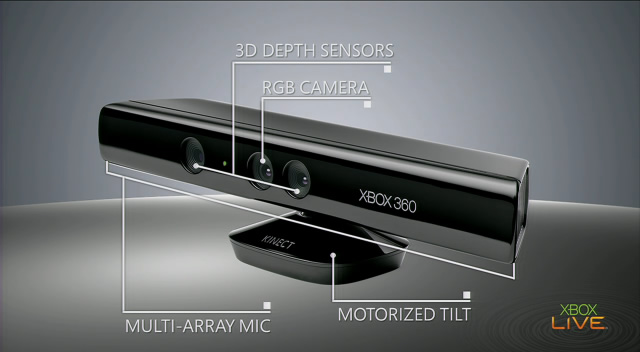 3D DEPTH SENSORS
RGB CAMERA
XBOX 360
KINECT
MULTI-ARRAY MIC
MOTORIZED TILT
XBOX
LIVE